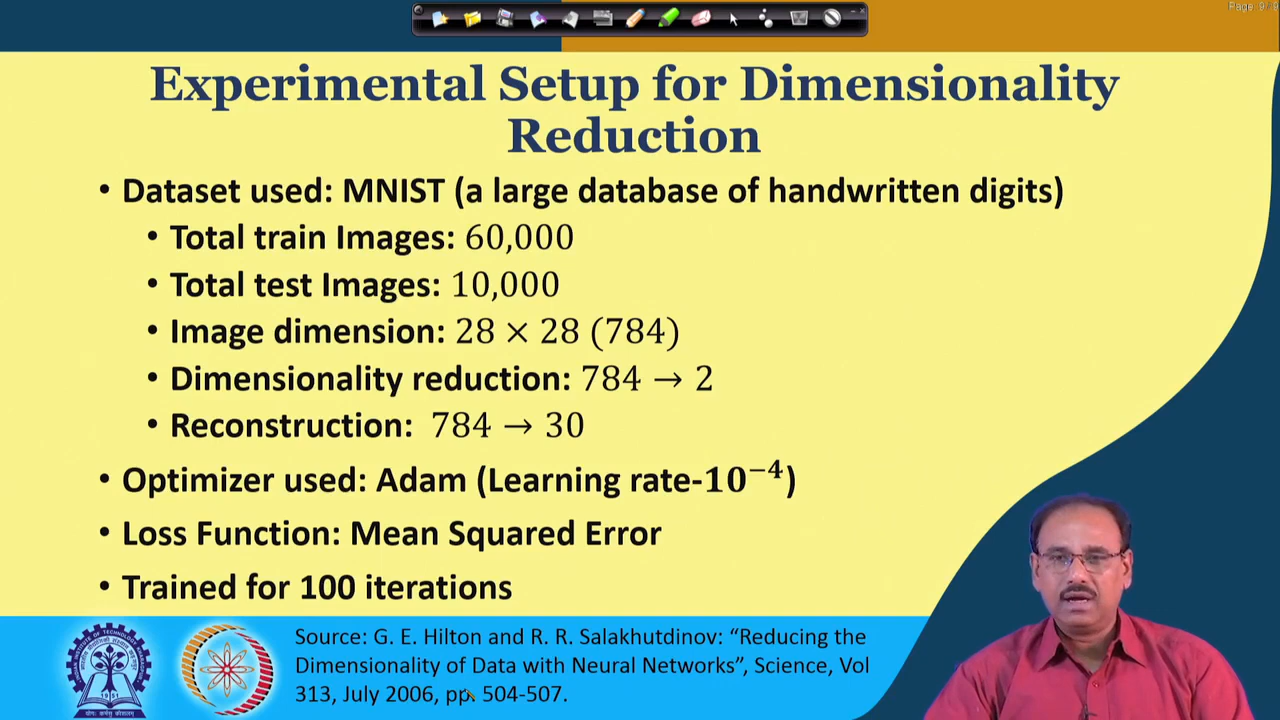 Page 9/9
Experimental Setup for Dimensionality
Reduction
• Dataset used: MNIST (a large database of handwritten digits)
• Total train Images: 60,000
• Total test Images: 10,000
• Image dimension: 28 × 28 (784)
• Dimensionality reduction: 784 → 2
• Reconstruction: 784 → 30
• Optimizer used: Adam (Learning rate-10⁻⁴)
• Loss Function: Mean Squared Error
• Trained for 100 iterations
Source: G. E. Hilton and R. R. Salakhutdinov: “Reducing the
Dimensionality of Data with Neural Networks”, Science, Vol
313, July 2006, pp. 504-507.